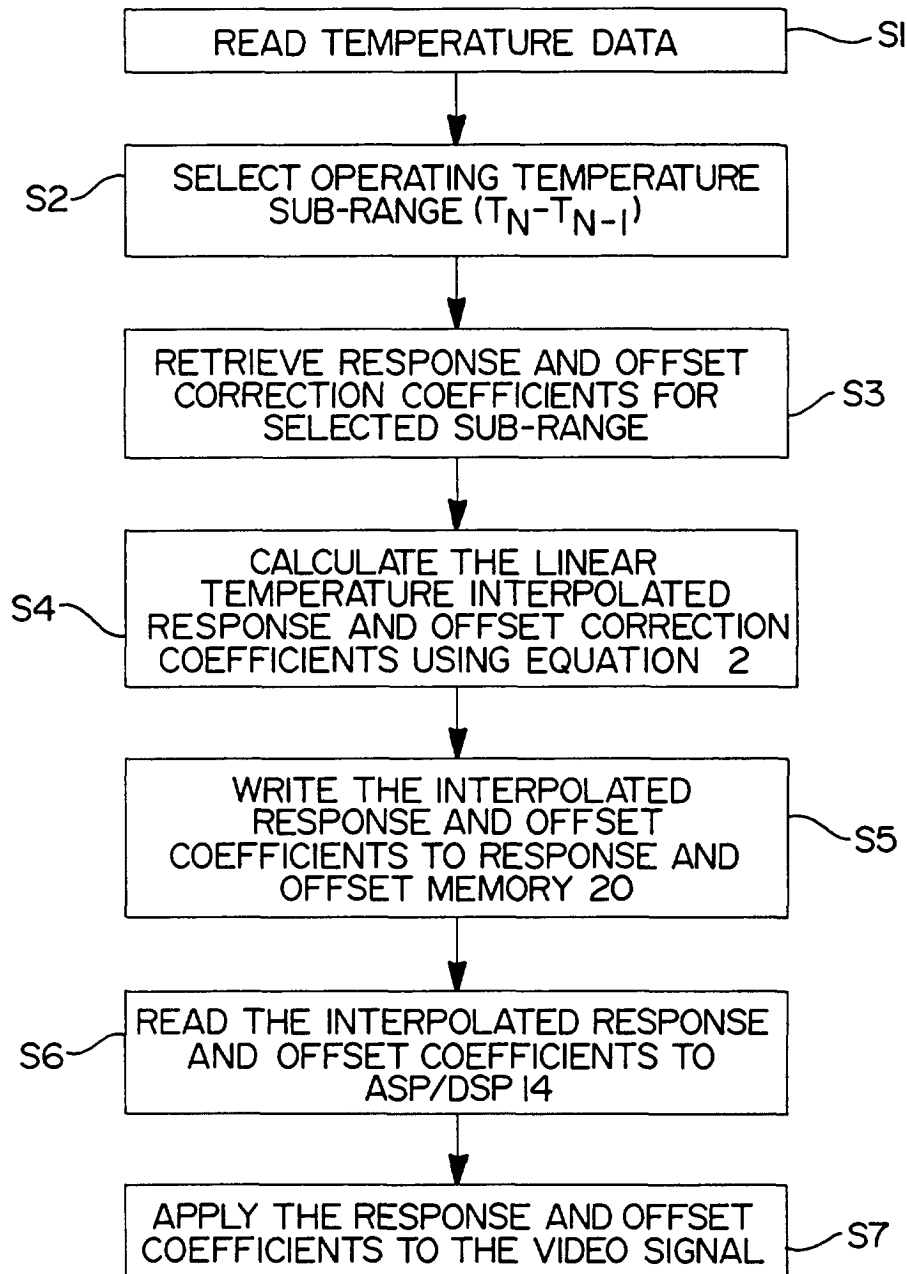 READ TEMPERATURE DATA
S1
S2
SELECT OPERATING TEMPERATURE
SUB-RANGE (TN-TN-1)
RETRIEVE RESPONSE AND OFFSET
CORRECTION COEFFICIENTS FOR
SELECTED SUB-RANGE
S3
S4
CALCULATE THE LINEAR
TEMPERATURE INTERPOLATED
RESPONSE AND OFFSET CORRECTION
COEFFICIENTS USING EQUATION 2
WRITE THE INTERPOLATED
RESPONSE AND OFFSET
COEFFICIENTS TO RESPONSE AND
OFFSET MEMORY 20
S5
S6
READ THE INTERPOLATED RESPONSE
AND OFFSET COEFFICIENTS TO
ASP/DSP 14
APPLY THE RESPONSE AND OFFSET
COEFFICIENTS TO THE VIDEO SIGNAL
S7